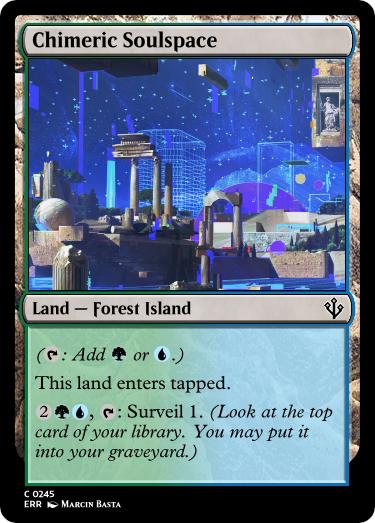 Chimeric Soulspace
Land — Forest Island
(: Add or .)
This land enters tapped.
2, : Surveil 1. (Look at the top
card of your library. You may put it
into your graveyard.)
C 0245
ERR Marcin Basta